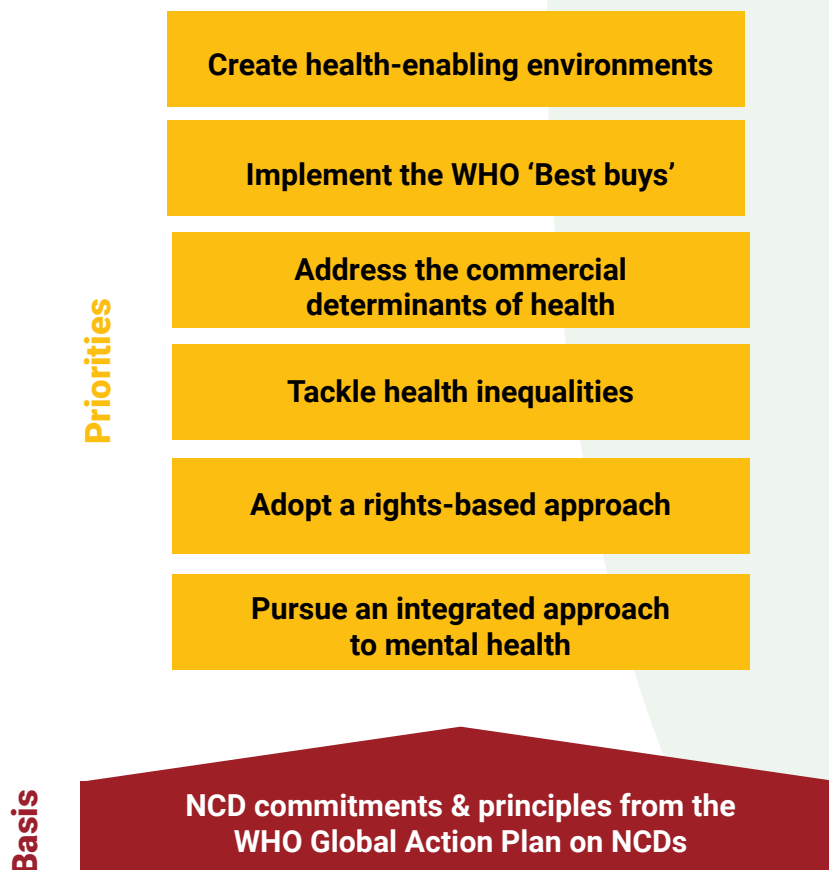 Create health-enabling environments
Implement the WHO ‘Best buys’
Address the commercial
determinants of health
Priorities
Tackle health inequalities
Adopt a rights-based approach
Pursue an integrated approach
to mental health
Basis
NCD commitments & principles from the
WHO Global Action Plan on NCDs